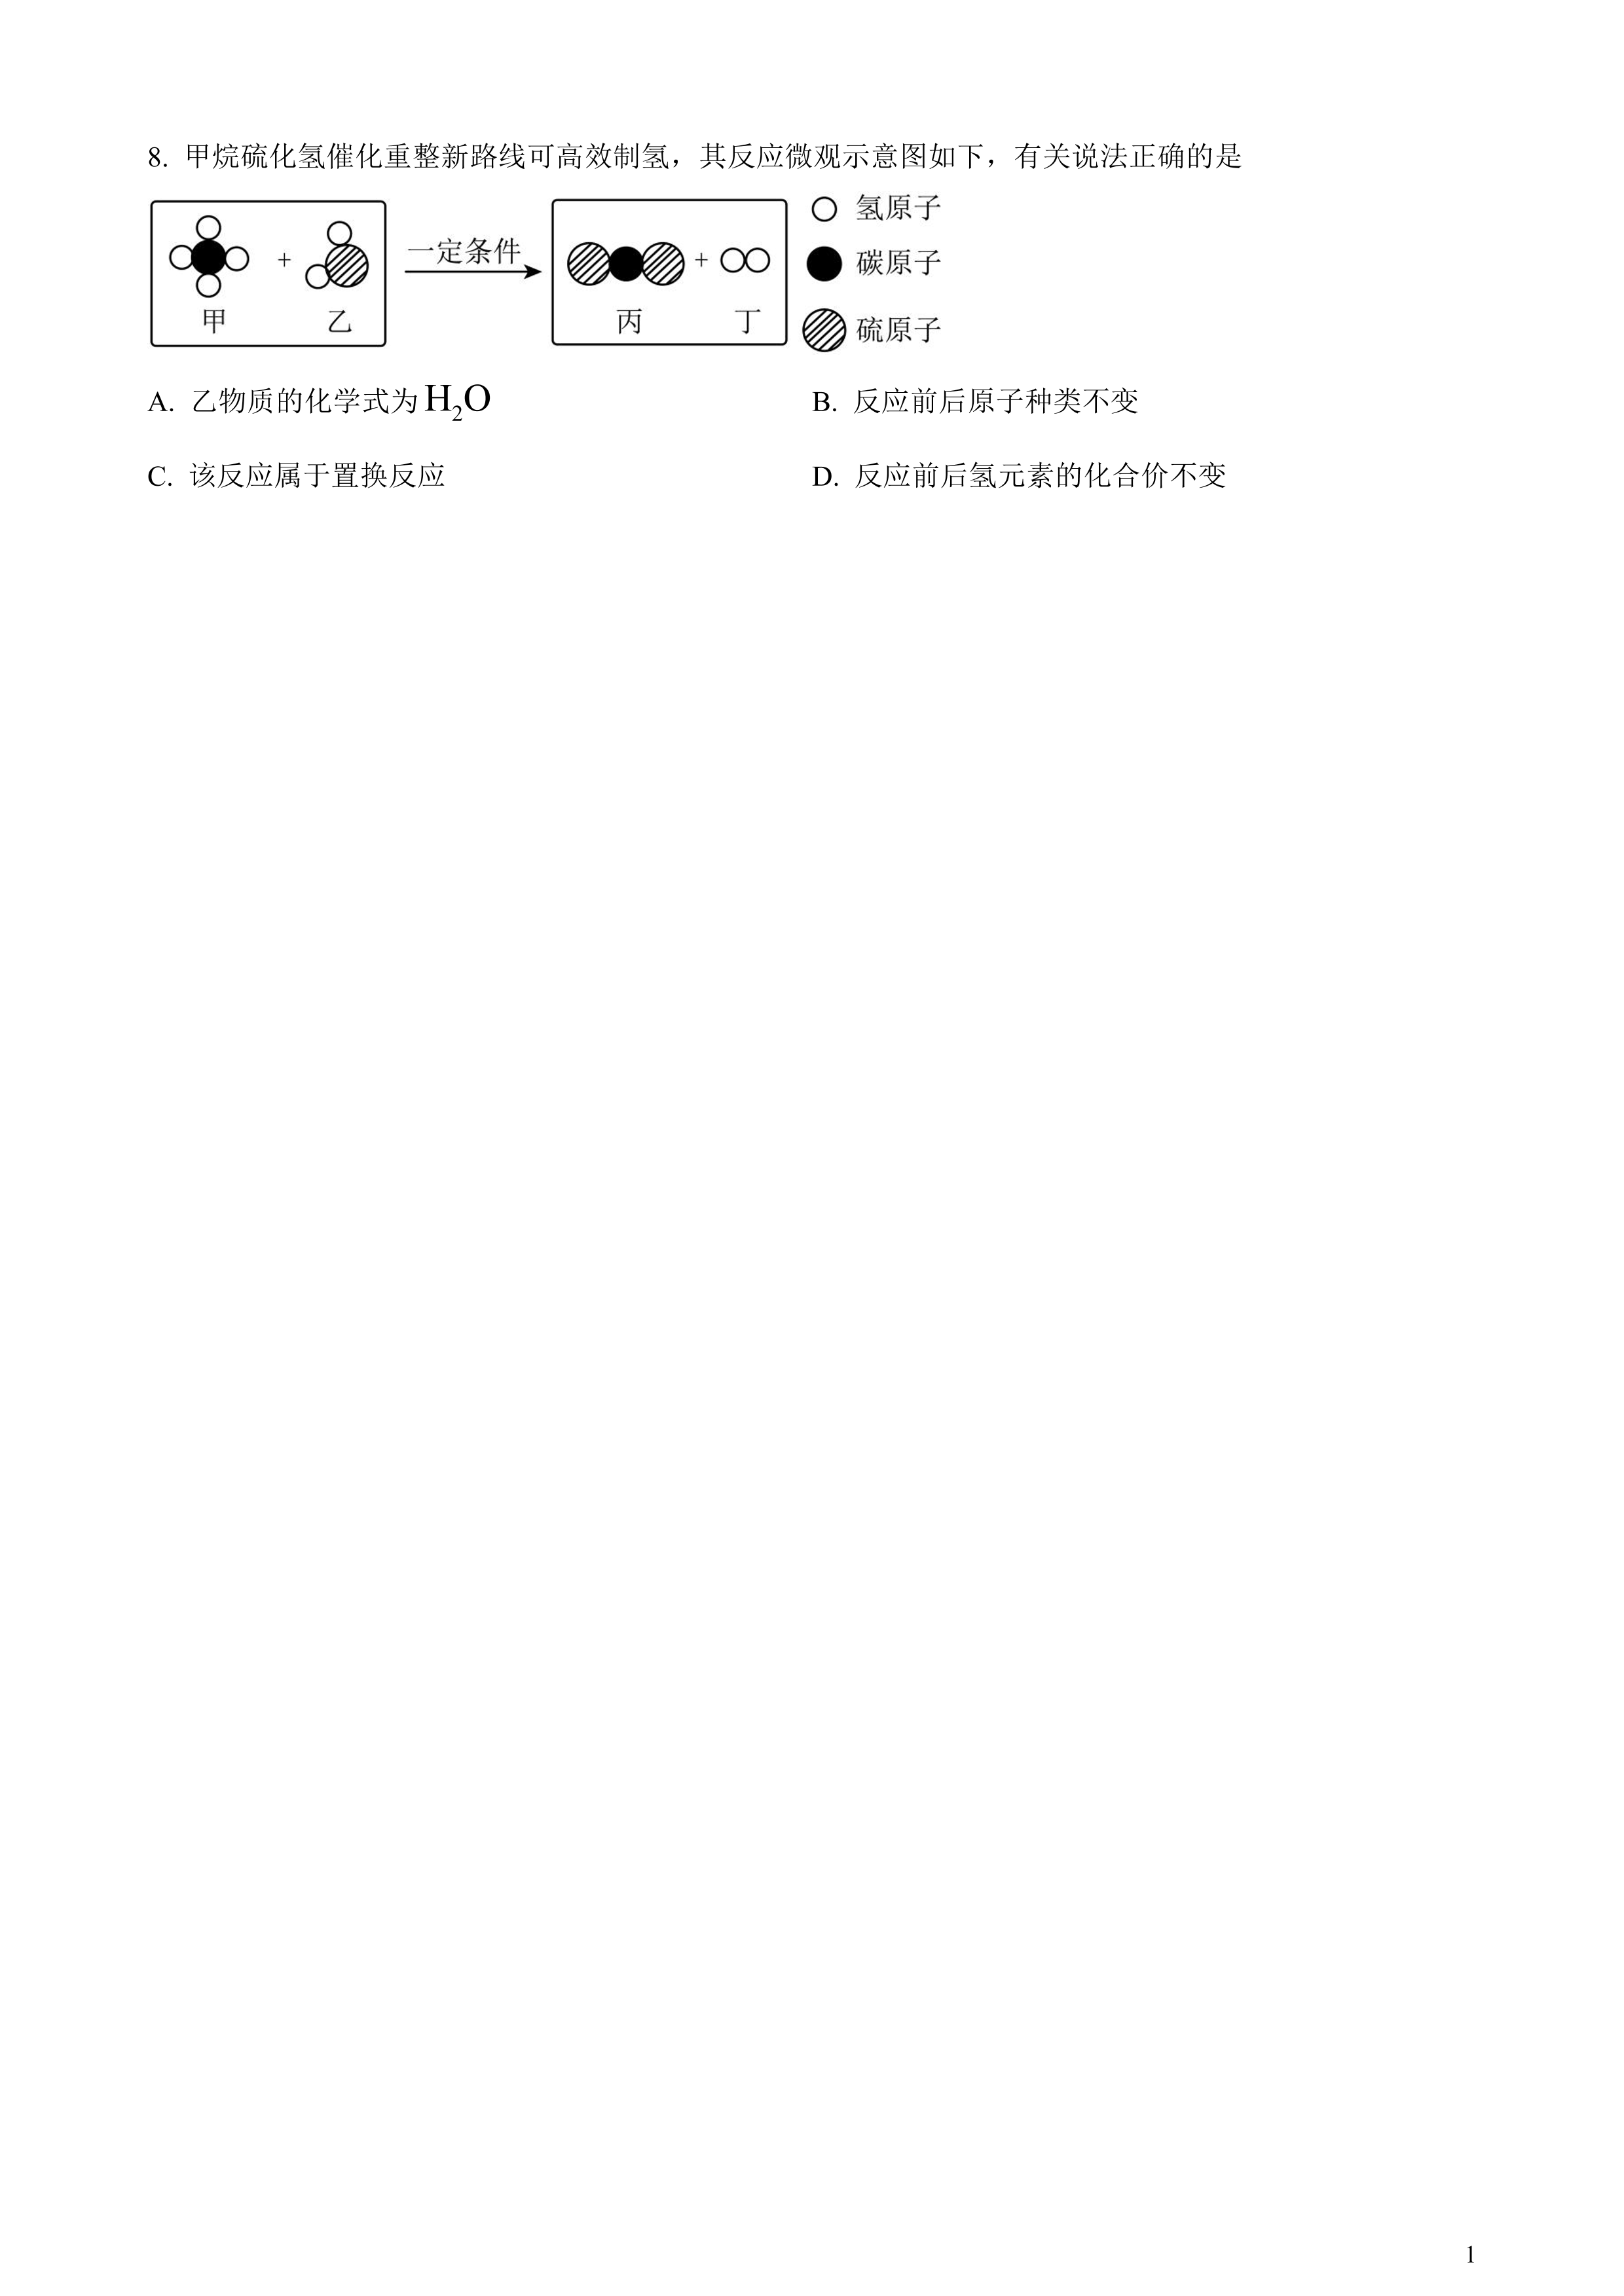 8. 甲烷硫化氢催化重整新路线可高效制氢，其反应微观示意图如下，有关说法正确的是
氢原子
一定条件
碳原子
+
+
甲
乙
丙
丁
硫原子
A. 乙物质的化学式为 H₂O
B. 反应前后原子种类不变
C. 该反应属于置换反应
D. 反应前后氢元素的化合价不变
1